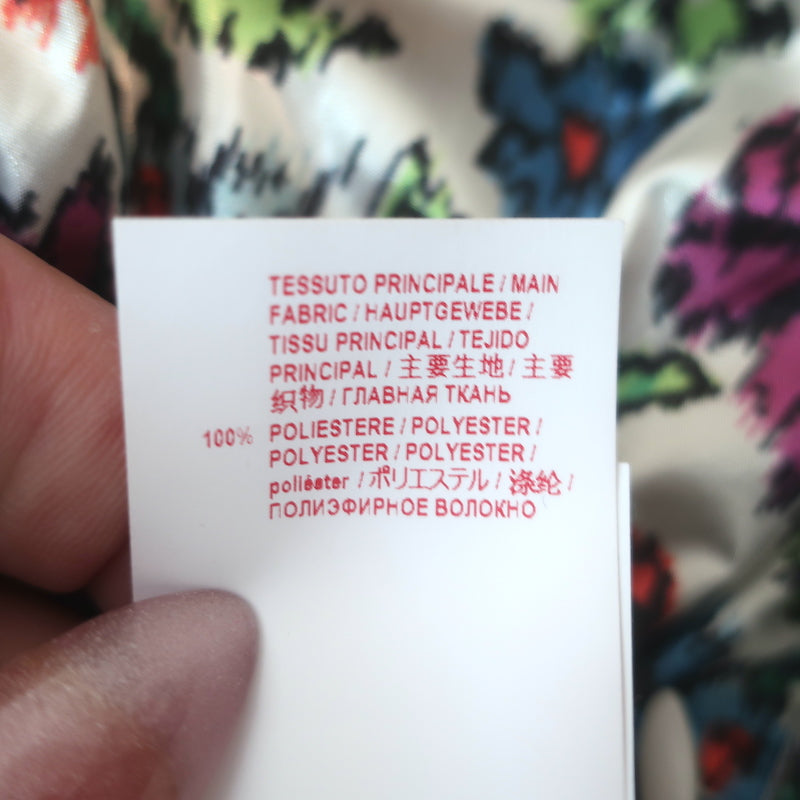 TESSUTO PRINCIPALE / MAIN
FABRIC / HAUPTGEWEBE /
TISSU PRINCIPAL / TEJIDO
PRINCIPAL / 主要生地 / 主要
织物 / ГЛАВНАЯ ТКАНЬ
100% POLIESTERE / POLYESTER /
POLYESTER / POLYESTER /
poliéster / ポリエステル / 涤纶 /
ПОЛИЭФИРНОЕ ВОЛОКНО